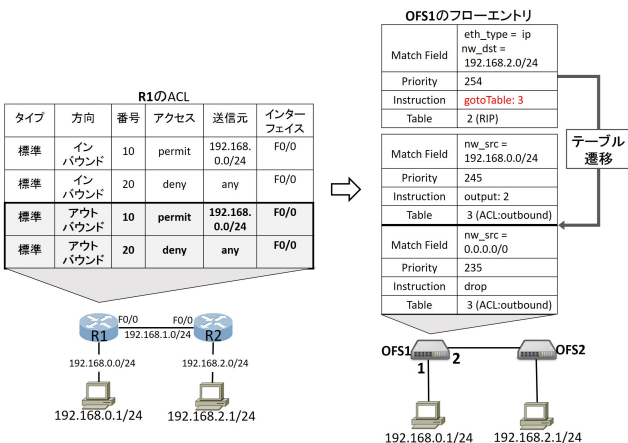 R1のACL
タイプ 方向 番号 アクセス 送信元 インターフェイス
標準 インバウンド 10 permit 192.168.0.0/24 F0/0
標準 インバウンド 20 deny any F0/0
標準 アウトバウンド 10 permit 192.168.0.0/24 F0/0
標準 アウトバウンド 20 deny any F0/0
F0/0 F0/0
R1 R2
192.168.1.0/24
192.168.0.0/24 192.168.2.0/24
192.168.0.1/24 192.168.2.1/24
OFS1のフローエントリ
Match Field eth_type = ip nw_dst = 192.168.2.0/24
Priority 254
Instruction gotoTable: 3
Table 2 (RIP)
テーブル
遷移
Match Field nw_src = 192.168.0.0/24
Priority 245
Instruction output: 2
Table 3 (ACL:outbound)
Match Field nw_src = 0.0.0.0/0
Priority 235
Instruction drop
Table 3 (ACL:outbound)
OFS1 OFS2
1 2
192.168.0.1/24 192.168.2.1/24